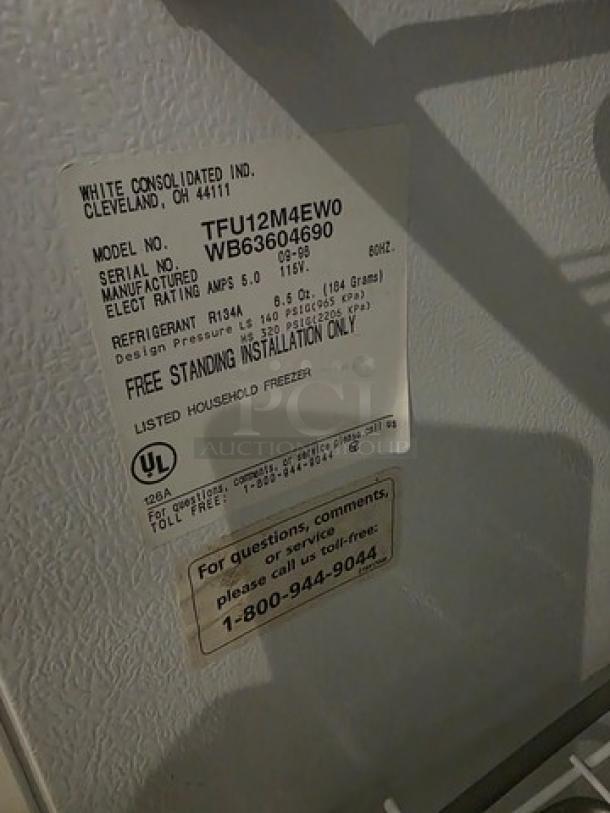 WHITE CONSOLIDATED IND.
CLEVELAND, OH 44111
MODEL NO. TFU12M4EW0
SERIAL NO. WB63604690
MANUFACTURED 09-96
ELECT RATING AMPS 5.0 115V. 60HZ.
REFRIGERANT R134A 6.5 Oz. (184 Grams)
Design Pressure LS 140 PSIG(965 KPa)
HS 320 PSIG(2206 KPa)
FREE STANDING INSTALLATION ONLY
LISTED HOUSEHOLD FREEZER
UL
126A
For questions, comments, or service please call us
TOLL FREE: 1-800-944-9044
PCI
AUCTION GROUP
For questions, comments,
or service
please call us toll-free:
1-800-944-9044